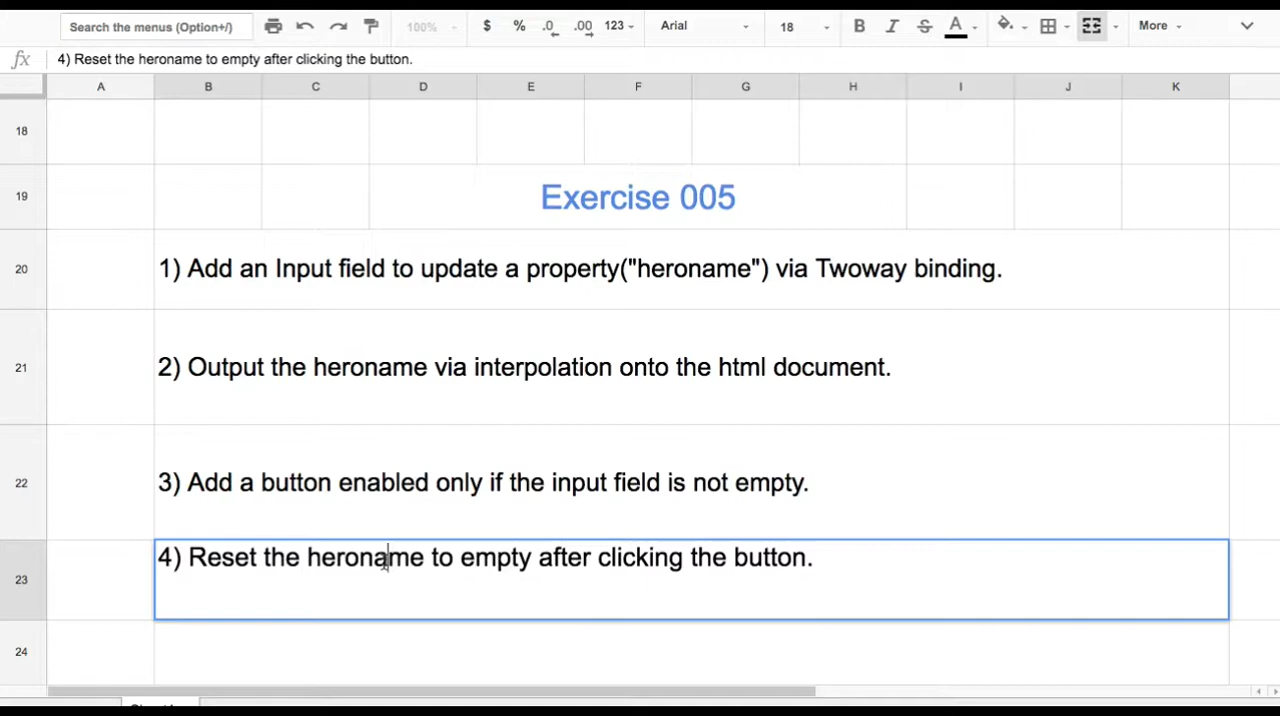 Search the menus (Option+/) 100% $ % .0 .00 123 Arial 18 B I S A More
fx 4) Reset the heroname to empty after clicking the button.
A B C D E F G H I J K
18
19 Exercise 005
20 1) Add an Input field to update a property("heroname") via Twoway binding.
21 2) Output the heroname via interpolation onto the html document.
22 3) Add a button enabled only if the input field is not empty.
23 4) Reset the heroname to empty after clicking the button.
24